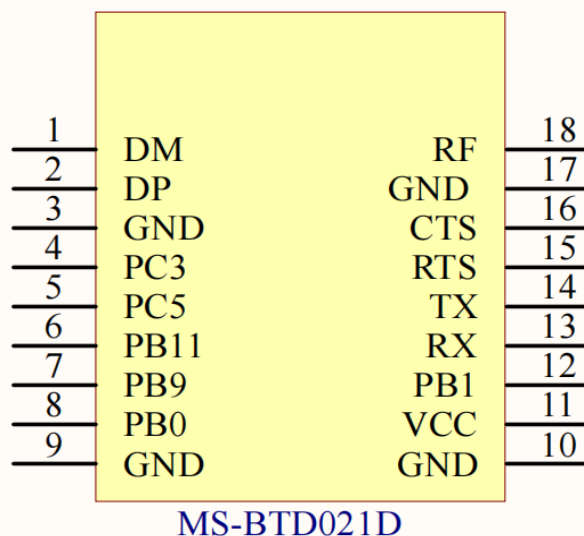 1 DM RF 18
2 DP GND 17
3 GND CTS 16
4 PC3 RTS 15
5 PC5 TX 14
6 PB11 RX 13
7 PB9 PB1 12
8 PB0 VCC 11
9 GND GND 10
MS-BTD021D